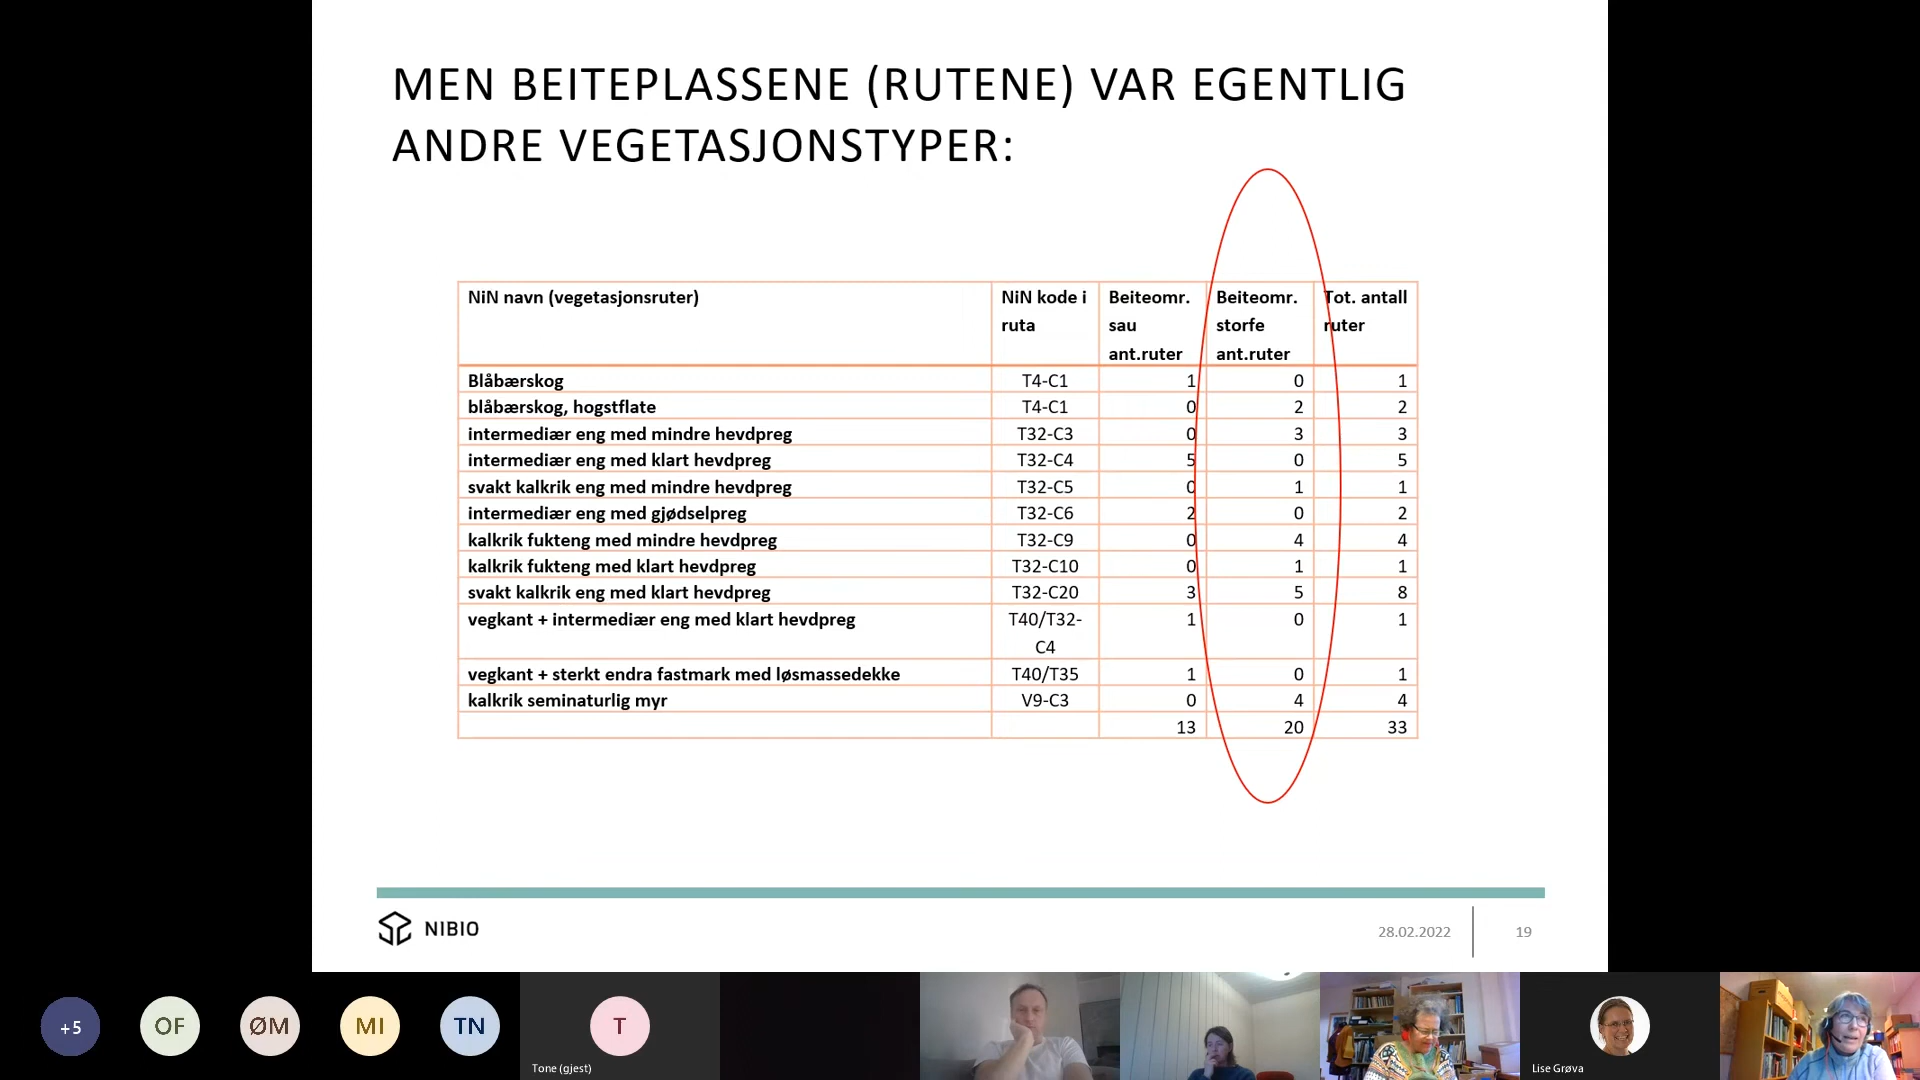 MEN BEITEPLASSENE (RUTENE) VAR EGENTLIG
ANDRE VEGETASJONSTYPER:
NiN navn (vegetasjonsruter) NiN kode i ruta Beiteomr. sau ant.ruter Beiteomr. storfe ant.ruter Tot. antall ruter
Blåbærskog T4-C1 1 0 1
blåbærskog, hogstflate T4-C1 0 2 2
intermediær eng med mindre hevdpreg T32-C3 0 3 3
intermediær eng med klart hevdpreg T32-C4 5 0 5
svakt kalkrik eng med mindre hevdpreg T32-C5 0 1 1
intermediær eng med gjødselpreg T32-C6 2 0 2
kalkrik fukteng med mindre hevdpreg T32-C9 0 4 4
kalkrik fukteng med klart hevdpreg T32-C10 0 1 1
svakt kalkrik eng med klart hevdpreg T32-C20 3 5 8
vegkant + intermediær eng med klart hevdpreg T40/T32-C4 1 0 1
vegkant + sterkt endra fastmark med løsmassedekke T40/T35 1 0 1
kalkrik seminaturlig myr V9-C3 0 4 4
13 20 33
NIBIO
28.02.2022 19
+5 OF ØM MI TN T
Tone (gjest)
Lise Grøva